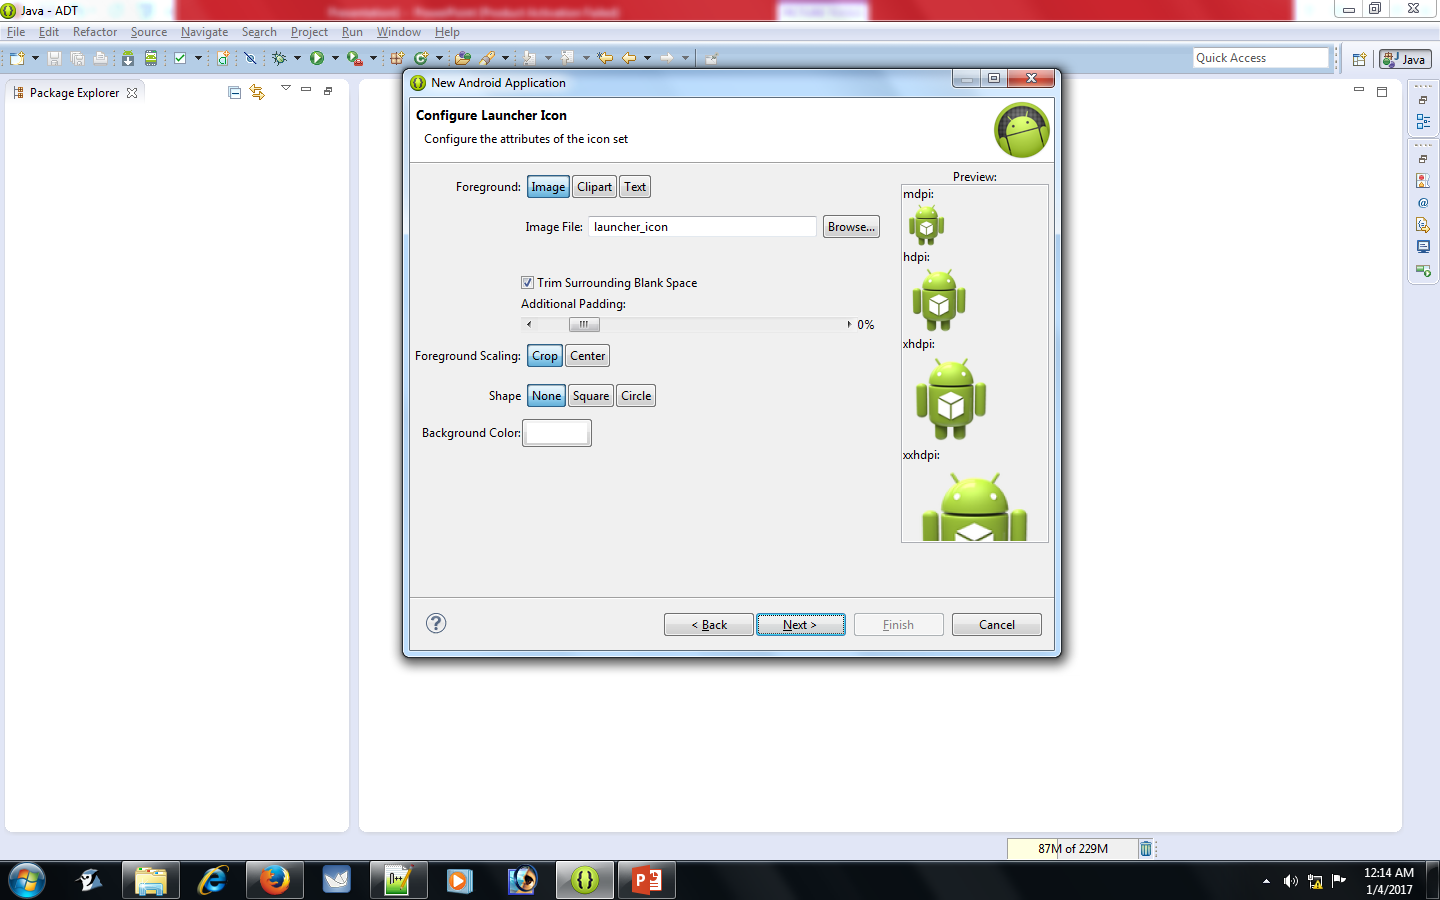 Java - ADT
File Edit Refactor Source Navigate Search Project Run Window Help
Quick Access
Java
Package Explorer
New Android Application
Configure Launcher Icon
Configure the attributes of the icon set
Foreground: Image Clipart Text
Image File: launcher_icon Browse...
Trim Surrounding Blank Space
Additional Padding:
0%
Foreground Scaling: Crop Center
Shape None Square Circle
Background Color:
Preview:
mdpi:
hdpi:
xhdpi:
xxhdpi:
< Back Next > Finish Cancel
87M of 229M
12:14 AM
1/4/2017